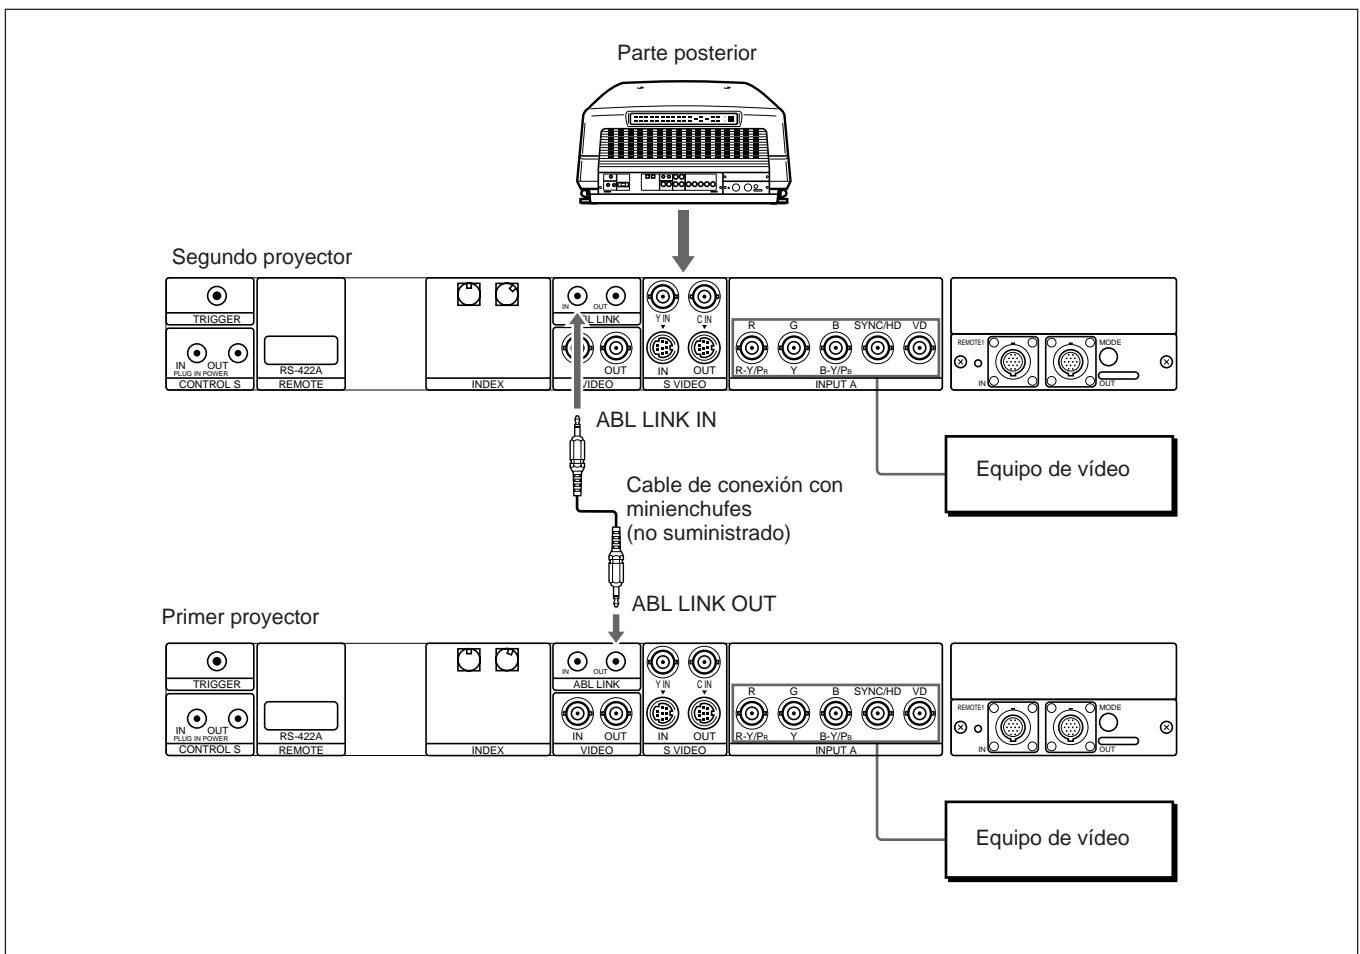 Parte posterior
Segundo proyector
TRIGGER
IN OUT
PLUG IN POWER
CONTROL S
RS-422A
REMOTE
INDEX
IN OUT
BL LINK
OUT
VIDEO
Y IN C IN
IN OUT
S VIDEO
R G B SYNC/HD VD
R-Y/PR Y B-Y/PB
INPUT A
REMOTE1
MODE
IN OUT
ABL LINK IN
Equipo de vídeo
Cable de conexión con
minienchufes
(no suministrado)
ABL LINK OUT
Primer proyector
TRIGGER
IN OUT
PLUG IN POWER
CONTROL S
RS-422A
REMOTE
INDEX
IN OUT
ABL LINK
IN OUT
VIDEO
Y IN C IN
IN OUT
S VIDEO
R G B SYNC/HD VD
R-Y/PR Y B-Y/PB
INPUT A
REMOTE1
MODE
IN OUT
Equipo de vídeo